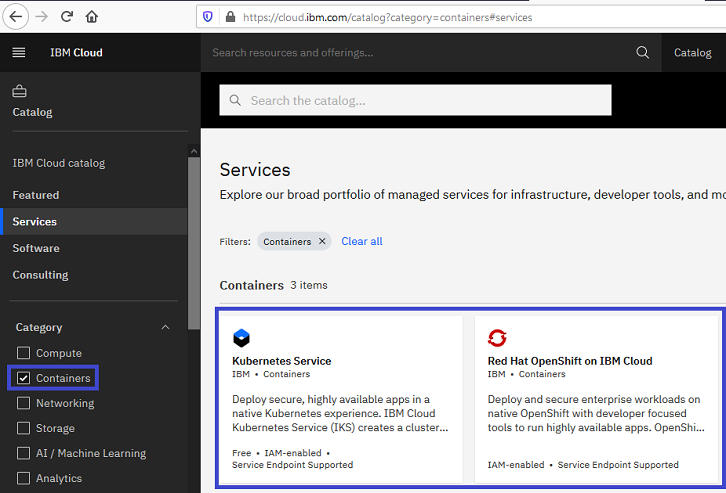 https://cloud.ibm.com/catalog?category=containers#services
IBM Cloud
Search resources and offerings...
Catalog
Catalog
IBM Cloud catalog
Featured
Services
Software
Consulting
Category
Compute
Containers
Networking
Storage
AI / Machine Learning
Analytics
Search the catalog...
Services
Explore our broad portfolio of managed services for infrastructure, developer tools, and mo
Filters: Containers × Clear all
Containers 3 items
Kubernetes Service
IBM • Containers
Deploy secure, highly available apps in a
native Kubernetes experience. IBM Cloud
Kubernetes Service (IKS) creates a cluster...
Free • IAM-enabled •
Service Endpoint Supported
Red Hat OpenShift on IBM Cloud
IBM • Containers
Deploy and secure enterprise workloads on
native OpenShift with developer focused
tools to run highly available apps. OpenShi...
IAM-enabled • Service Endpoint Supported